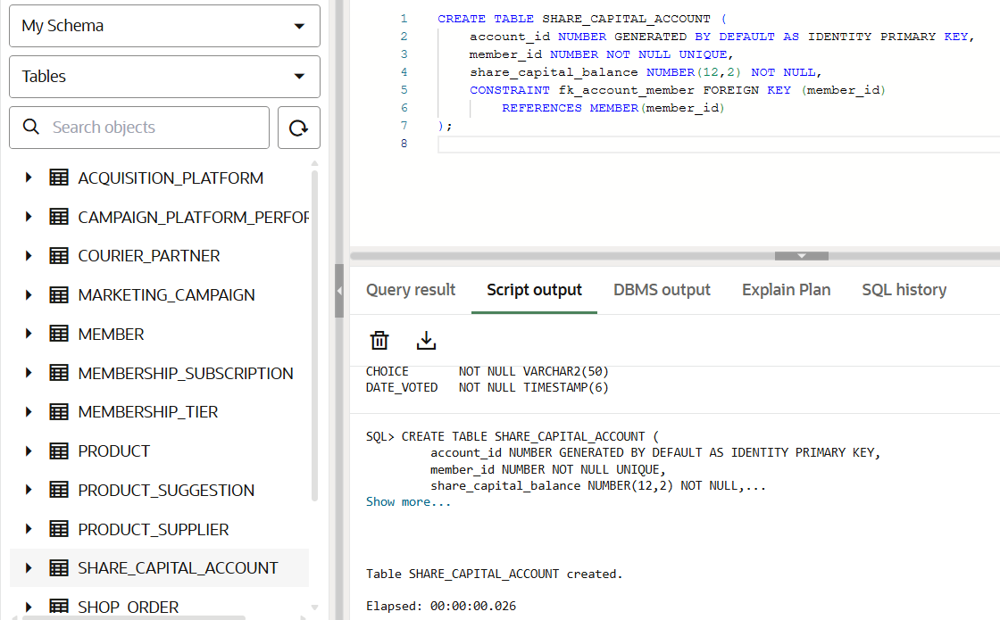 My Schema
Tables
Search objects
ACQUISITION_PLATFORM
CAMPAIGN_PLATFORM_PERFOR
COURIER_PARTNER
MARKETING_CAMPAIGN
MEMBER
MEMBERSHIP_SUBSCRIPTION
MEMBERSHIP_TIER
PRODUCT
PRODUCT_SUGGESTION
PRODUCT_SUPPLIER
SHARE_CAPITAL_ACCOUNT
SHOP_ORDER
1 CREATE TABLE SHARE_CAPITAL_ACCOUNT (
2 account_id NUMBER GENERATED BY DEFAULT AS IDENTITY PRIMARY KEY,
3 member_id NUMBER NOT NULL UNIQUE,
4 share_capital_balance NUMBER(12,2) NOT NULL,
5 CONSTRAINT fk_account_member FOREIGN KEY (member_id)
6 REFERENCES MEMBER(member_id)
7 );
8
Query result Script output DBMS output Explain Plan SQL history
CHOICE NOT NULL VARCHAR2(50)
DATE_VOTED NOT NULL TIMESTAMP(6)
SQL> CREATE TABLE SHARE_CAPITAL_ACCOUNT (
account_id NUMBER GENERATED BY DEFAULT AS IDENTITY PRIMARY KEY,
member_id NUMBER NOT NULL UNIQUE,
share_capital_balance NUMBER(12,2) NOT NULL,...
Show more...
Table SHARE_CAPITAL_ACCOUNT created.
Elapsed: 00:00:00.026